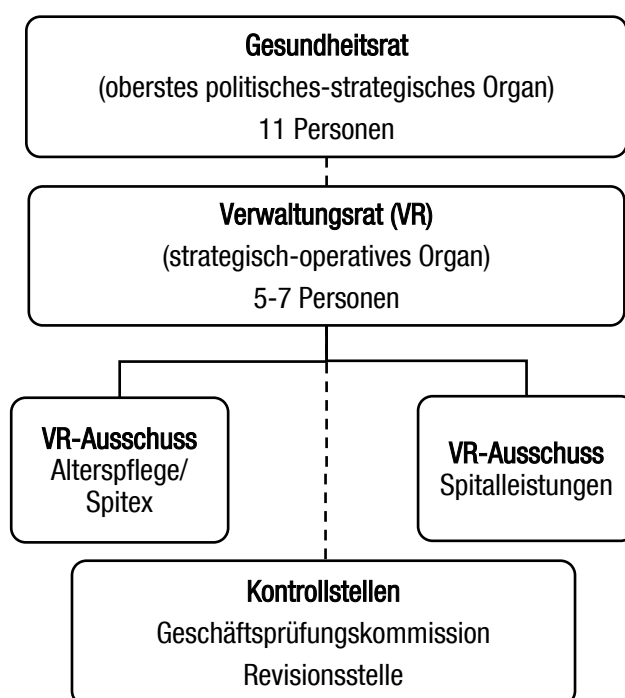 Gesundheitsrat
(oberstes politisches-strategisches Organ)
11 Personen
Verwaltungsrat (VR)
(strategisch-operatives Organ)
5-7 Personen
VR-Ausschuss
Alterspflege/
Spitex
VR-Ausschuss
Spitalleistungen
Kontrollstellen
Geschäftsprüfungskommission
Revisionsstelle